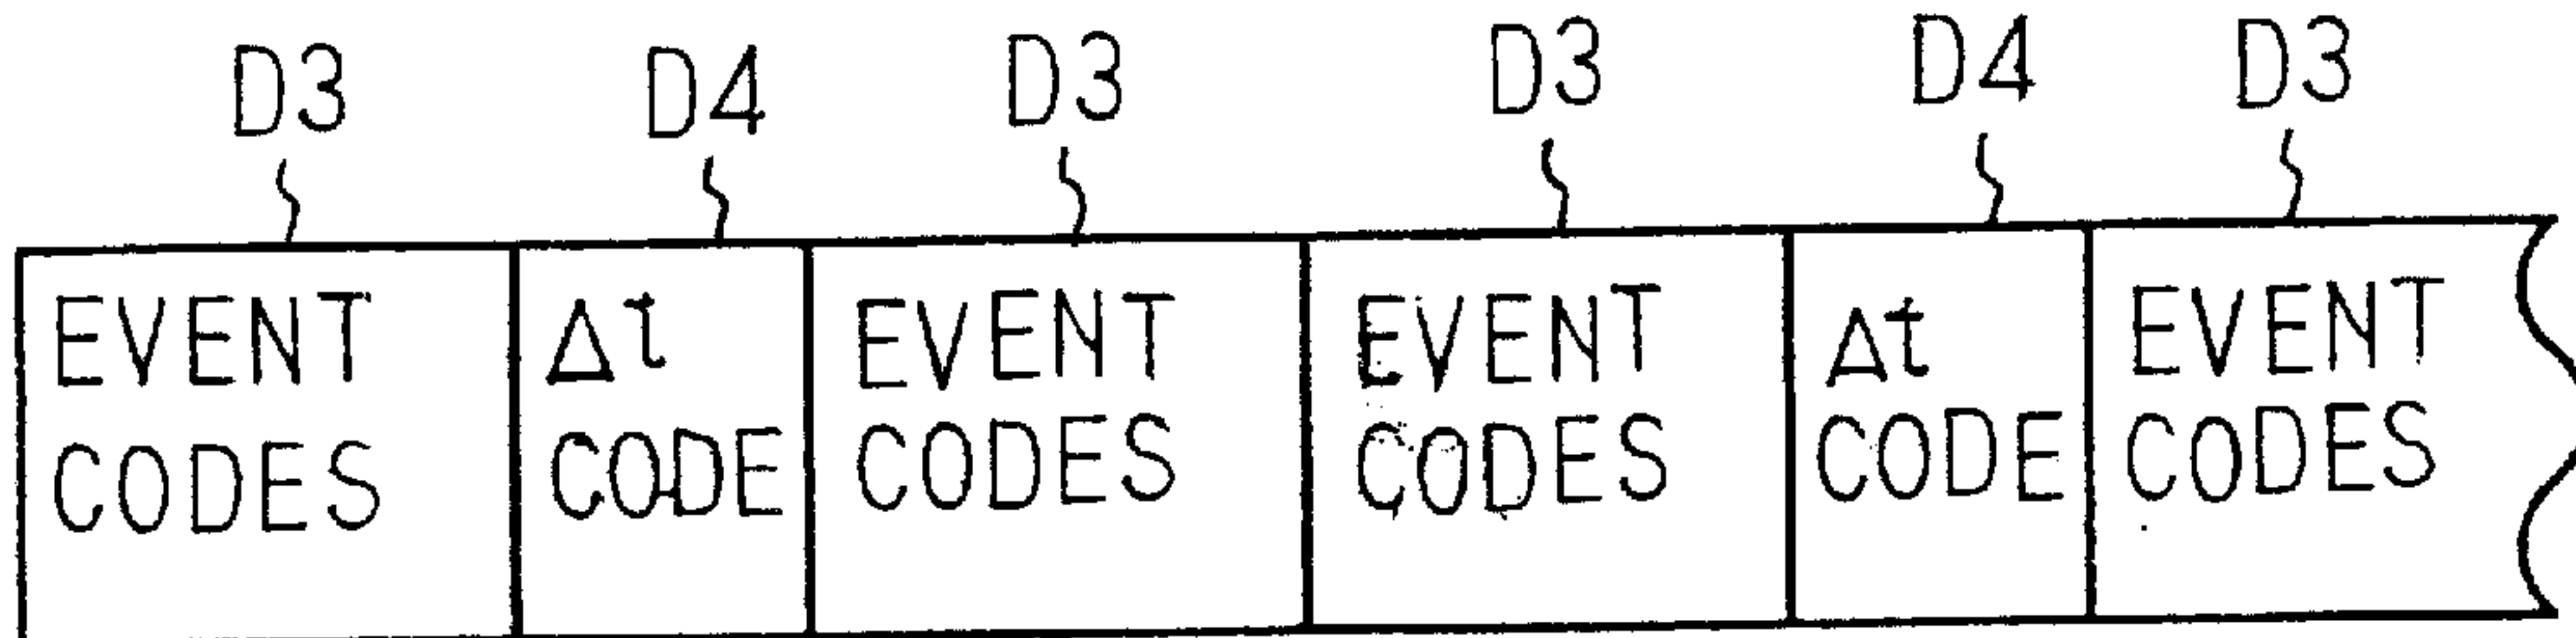 D3 D4 D3 D3 D4 D3
EVENT Δt EVENT EVENT Δt EVENT
CODES CODE CODES CODES CODE CODES